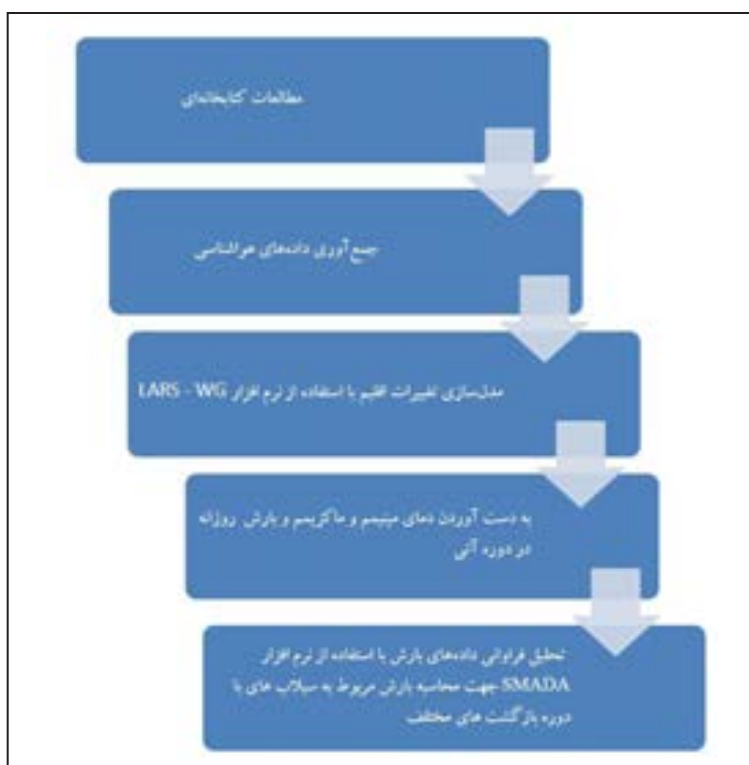 مطالعات کتابخانه‌ای
جمع‌آوری داده‌های هواشناسی
مدل‌سازی تغییرات اقلیم با استفاده از نرم افزار LARS - WG
به دست آوردن دمای مینیمم و ماکزیمم و بارش روزانه
در دوره آتی
تحلیل فراوانی داده‌های بارش با استفاده از نرم افزار
SMADA جهت محاسبه بارش مربوط به سیلاب های با
دوره بازگشت های مختلف